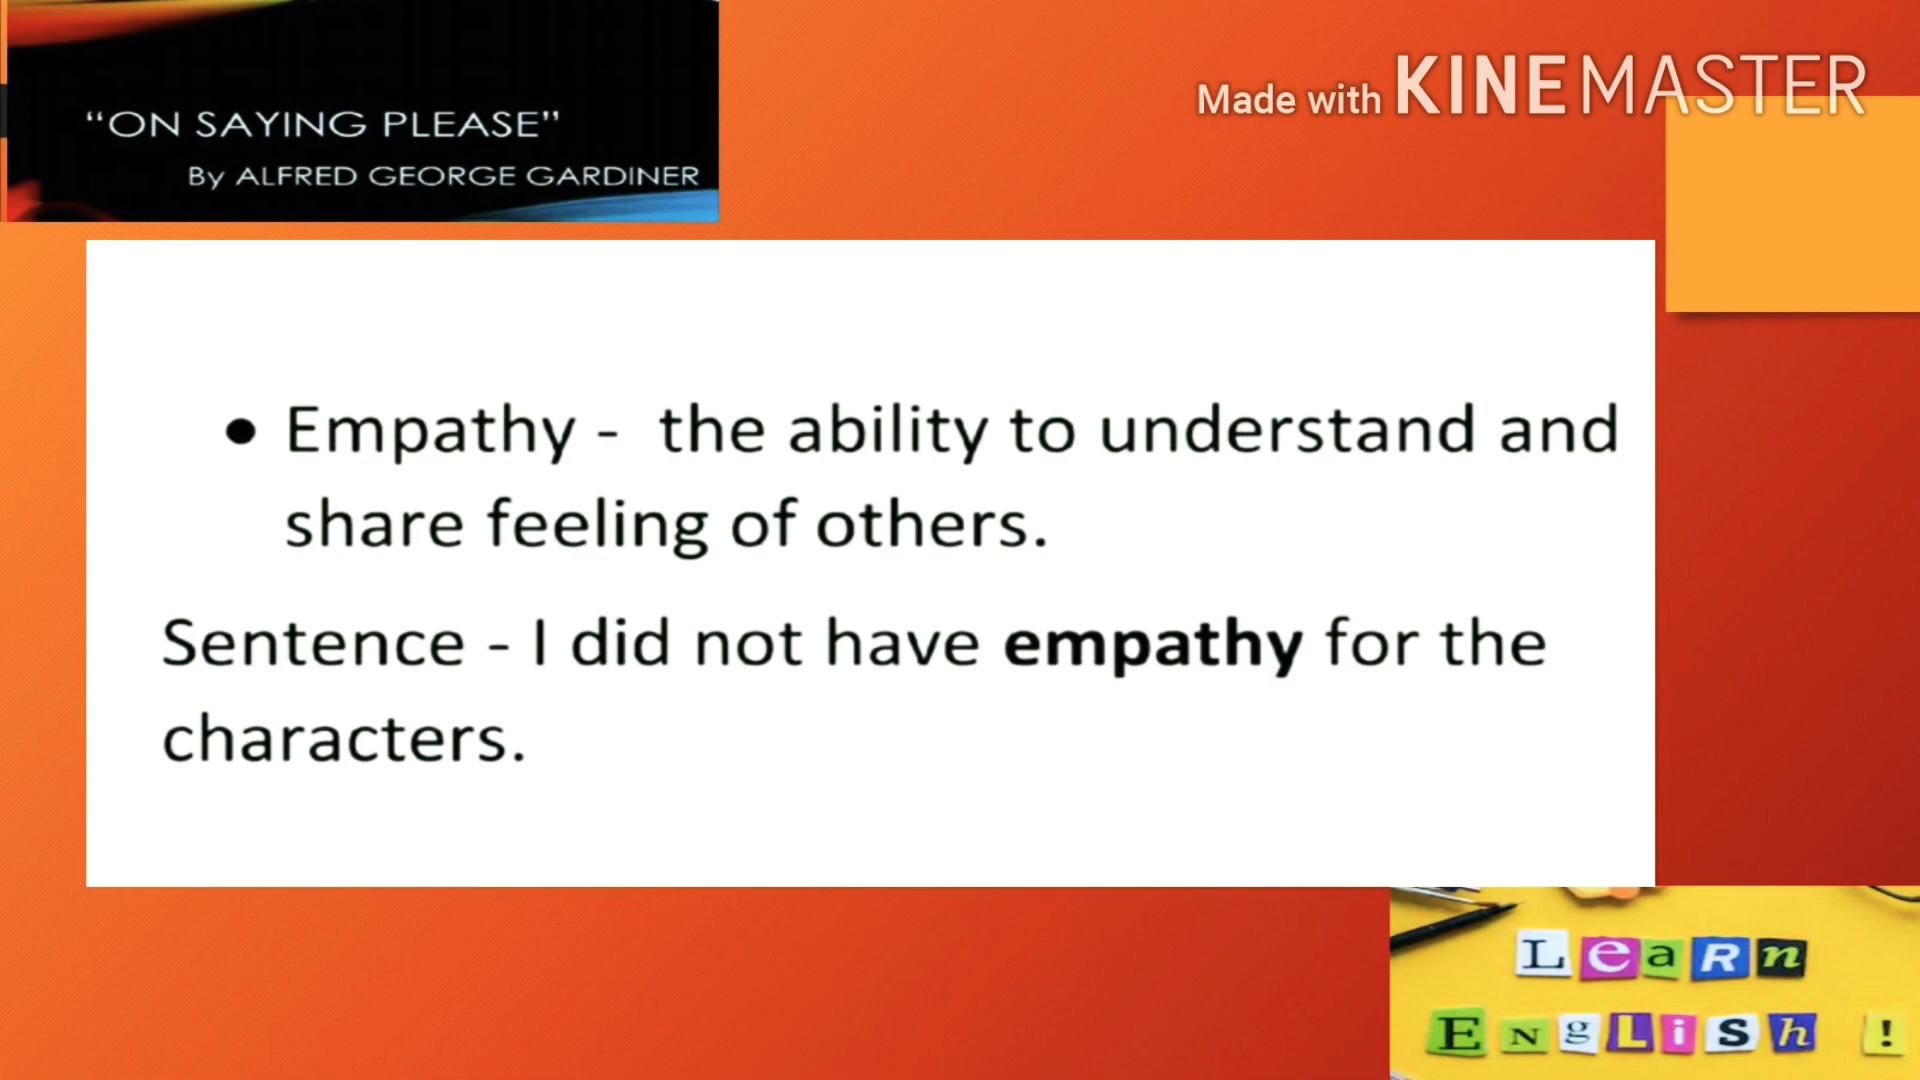 “ON SAYING PLEASE”
By ALFRED GEORGE GARDINER
Made with KINEMASTER
• Empathy - the ability to understand and
share feeling of others.
Sentence - I did not have empathy for the
characters.
LeaRn
ENgLiSh !